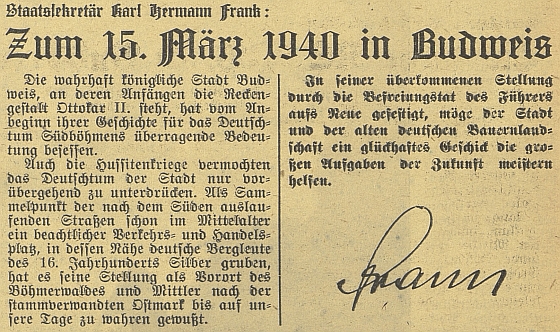 Staatssekretär Karl Hermann Frank:
Zum 15. März 1940 in Budweis
Die wahrhaft königliche Stadt Bud-
weis, an deren Anfängen die Recken-
gestalt Ottokar II. steht, hat vom An-
beginn ihrer Geschichte für das Deutsch-
tum Südböhmens überragende Bedeu-
tung besessen.
Auch die Hussitenkriege vermochten
das Deutschtum der Stadt nur vor-
übergehend zu unterdrücken. Als Sam-
melpunkt der nach dem Süden auslau-
fenden Straßen schon im Mittelalter
ein beachtlicher Verkehrs- und Handels-
platz, in dessen Nähe deutsche Bergleute
des 16. Jahrhunderts Silber gruben,
hat es seine Stellung als Vorort des
Böhmerwaldes und Mittler nach der
stammverwandten Ostmark bis auf un-
sere Tage zu wahren gewußt.
In seiner überkommenen Stellung
durch die Befreiungstat des Führers
aufs Neue gefestigt, möge der Stadt
und der alten deutschen Bauernland-
schaft ein glückhaftes Geschick die gro-
ßen Aufgaben der Zukunft meistern
helfen.
Frank